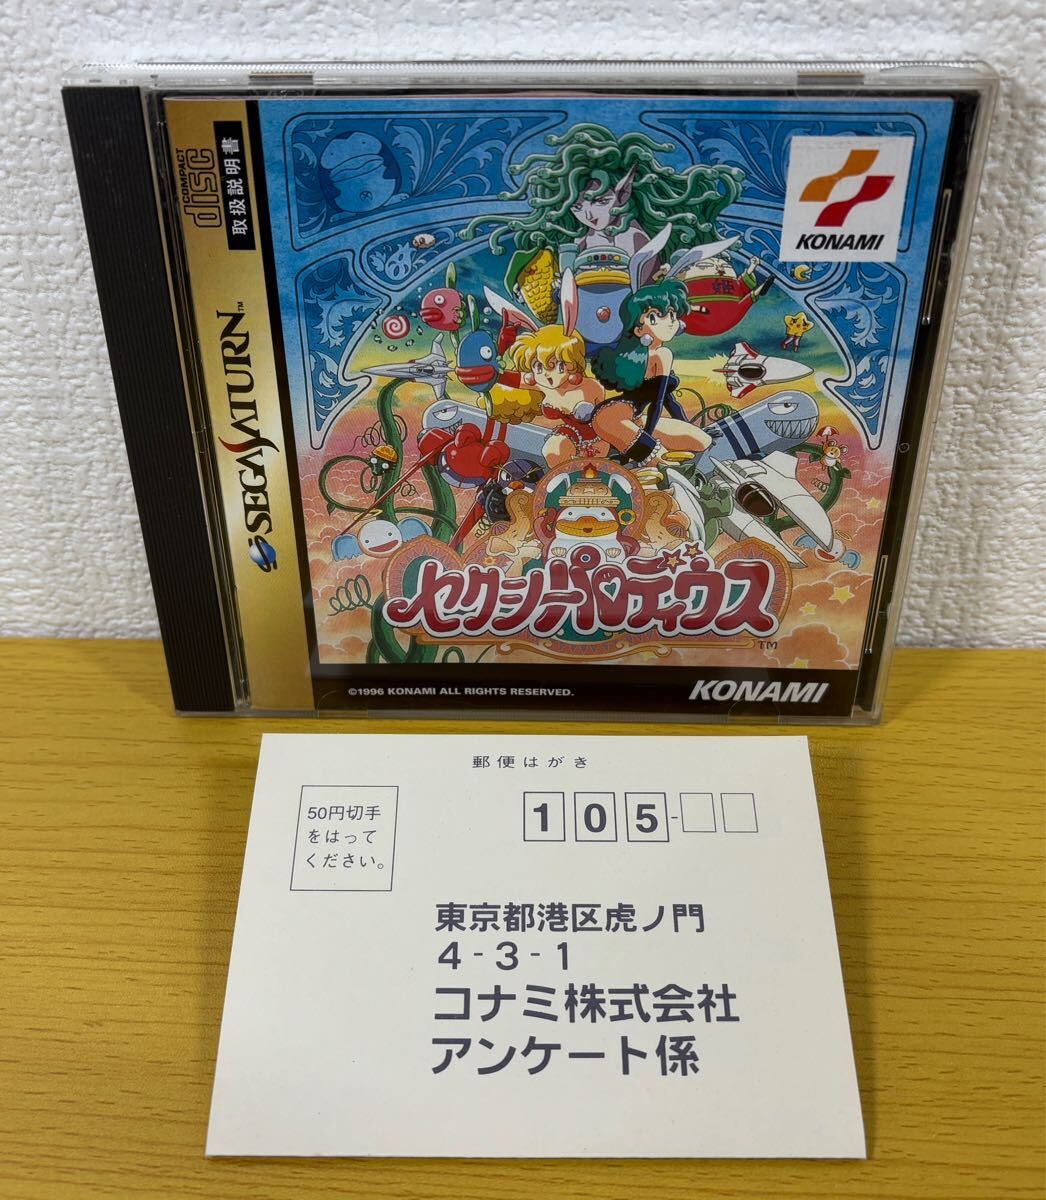 COMPACT
disc
取扱説明書
SEGA SATURN™
KONAMI
セクシーパロディウス
TM
©1996 KONAMI ALL RIGHTS RESERVED.
KONAMI
郵便はがき
50円切手
をはって
ください。
105-
東京都港区虎ノ門
4-3-1
コナミ株式会社
アンケート係